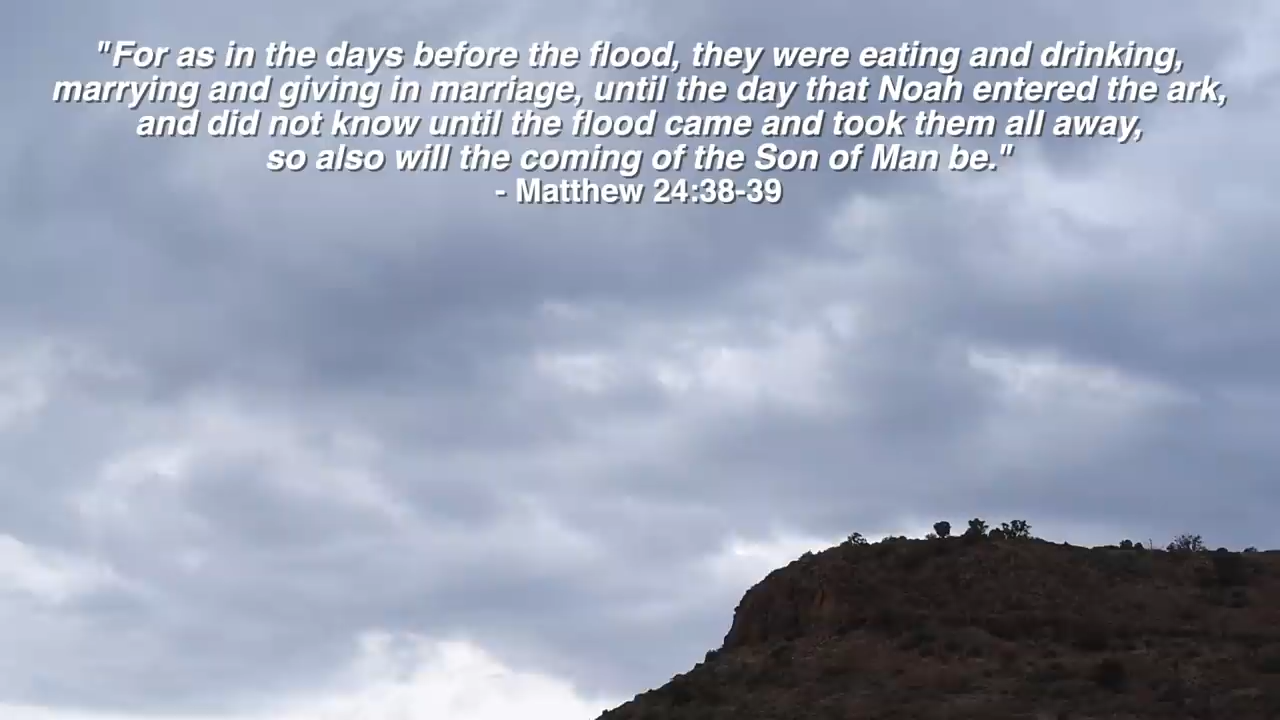 "For as in the days before the flood, they were eating and drinking,
marrying and giving in marriage, until the day that Noah entered the ark,
and did not know until the flood came and took them all away,
so also will the coming of the Son of Man be."
- Matthew 24:38-39